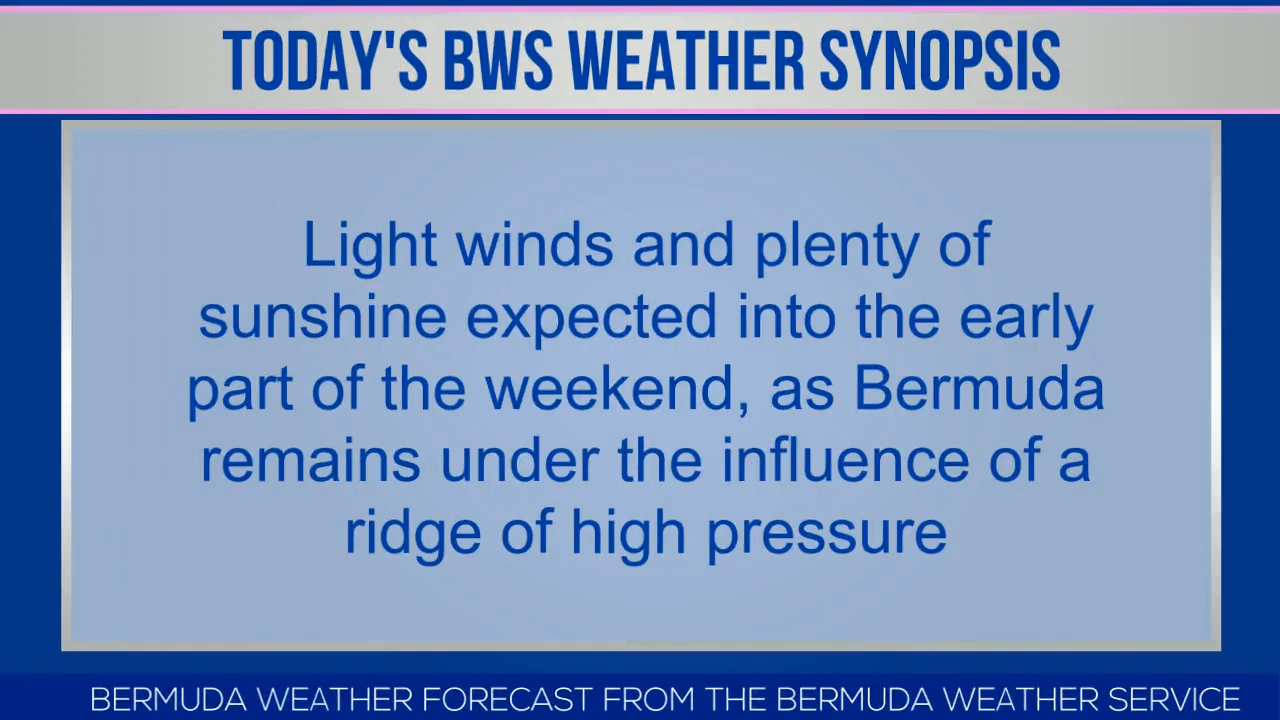 TODAY'S BWS WEATHER SYNOPSIS
Light winds and plenty of
sunshine expected into the early
part of the weekend, as Bermuda
remains under the influence of a
ridge of high pressure
BERMUDA WEATHER FORECAST FROM THE BERMUDA WEATHER SERVICE